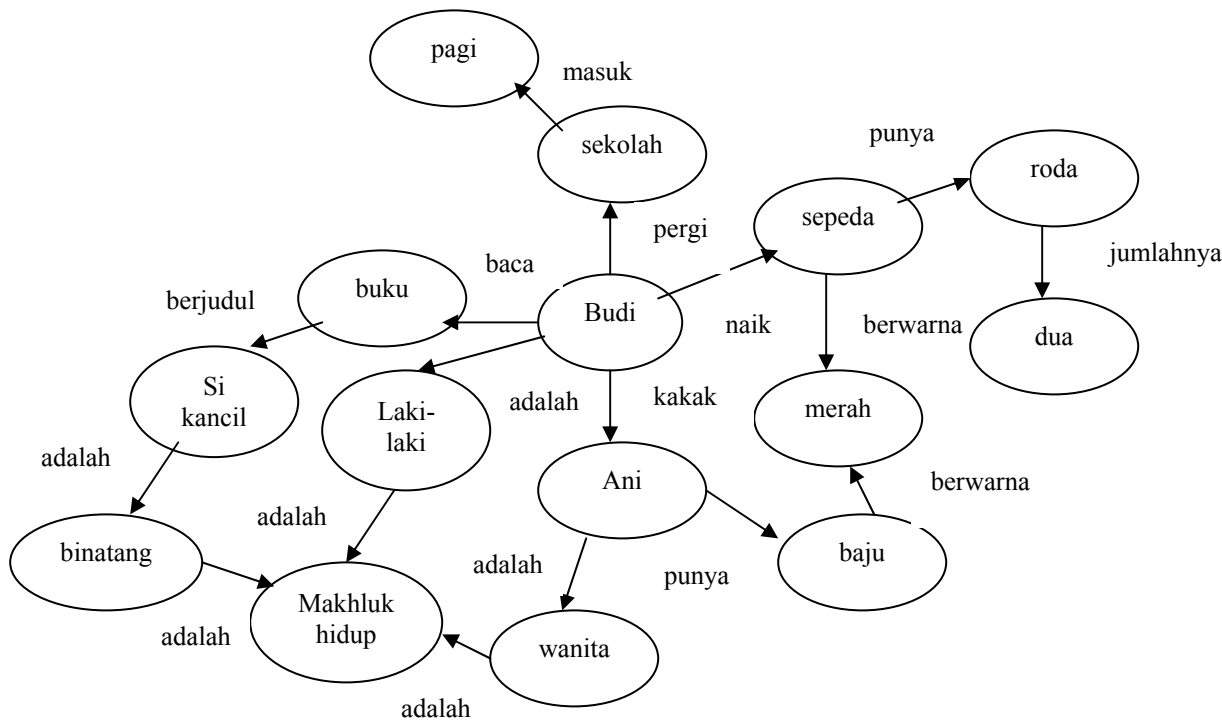 pagi
masuk
sekolah
punya
roda
sepeda
pergi
jumlahnya
baca
buku
berjudul
Budi
naik
berwarna
dua
Si
kancil
Laki-
laki
adalah
kakak
merah
adalah
Ani
berwarna
adalah
binatang
adalah
punya
baju
Makhluk
hidup
adalah
wanita
adalah